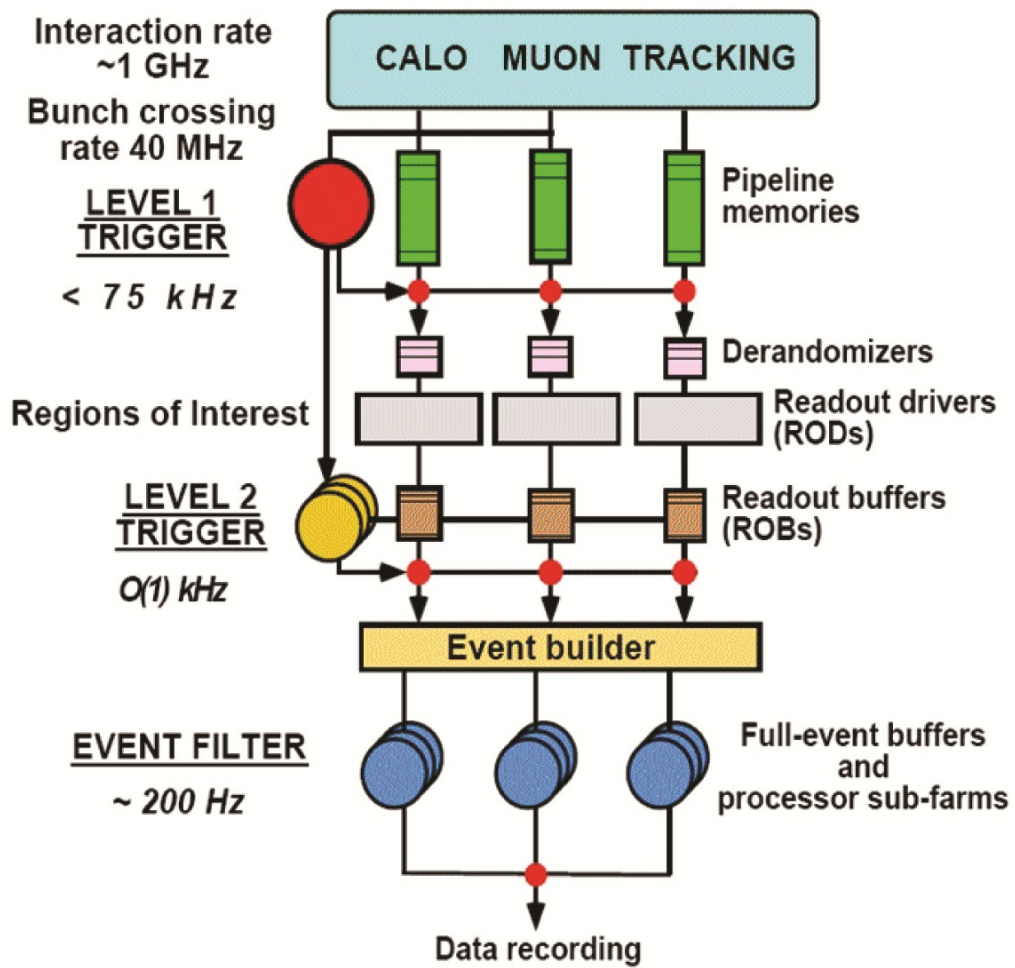 Interaction rate
~1 GHz
CALO MUON TRACKING
Bunch crossing
rate 40 MHz
LEVEL 1
TRIGGER
< 75 kHz
Pipeline
memories
Derandomizers
Regions of Interest
Readout drivers
(RODs)
LEVEL 2
TRIGGER
O(1) kHz
Readout buffers
(ROBs)
Event builder
EVENT FILTER
~ 200 Hz
Full-event buffers
and
processor sub-farms
Data recording